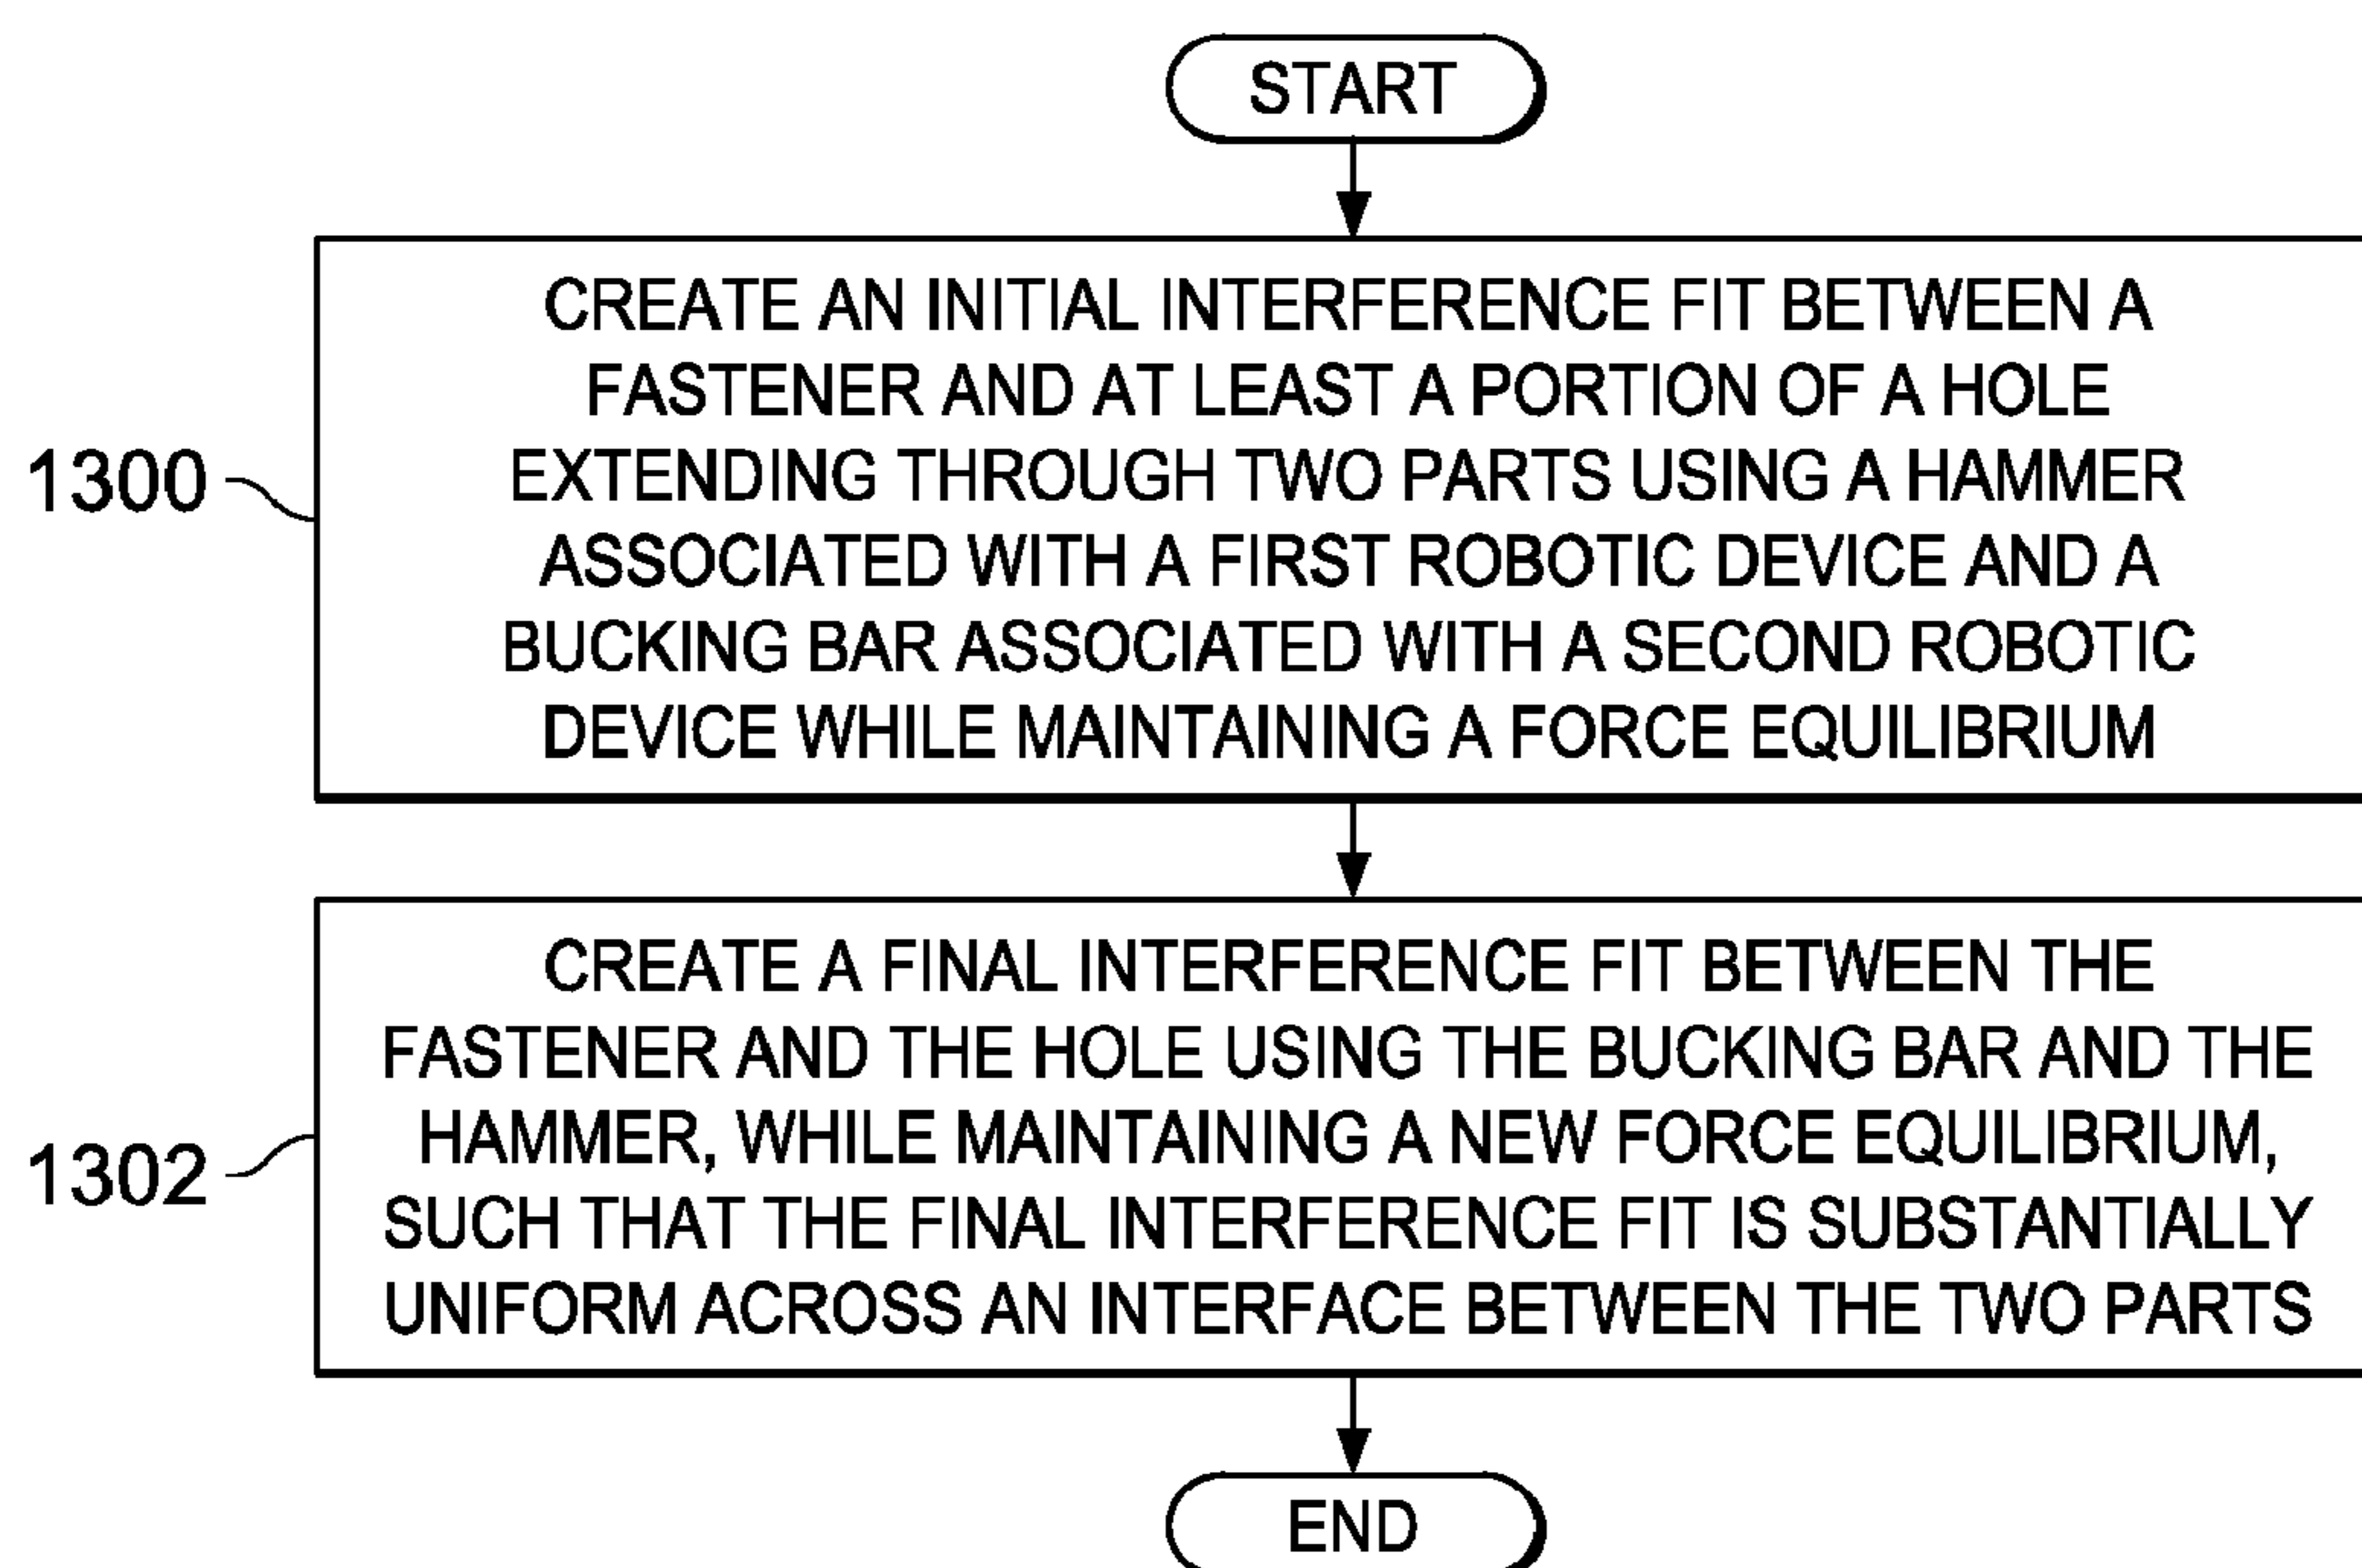 START
CREATE AN INITIAL INTERFERENCE FIT BETWEEN A
FASTENER AND AT LEAST A PORTION OF A HOLE
EXTENDING THROUGH TWO PARTS USING A HAMMER
ASSOCIATED WITH A FIRST ROBOTIC DEVICE AND A
BUCKING BAR ASSOCIATED WITH A SECOND ROBOTIC
DEVICE WHILE MAINTAINING A FORCE EQUILIBRIUM
1300
CREATE A FINAL INTERFERENCE FIT BETWEEN THE
FASTENER AND THE HOLE USING THE BUCKING BAR AND THE
HAMMER, WHILE MAINTAINING A NEW FORCE EQUILIBRIUM,
SUCH THAT THE FINAL INTERFERENCE FIT IS SUBSTANTIALLY
UNIFORM ACROSS AN INTERFACE BETWEEN THE TWO PARTS
1302
END